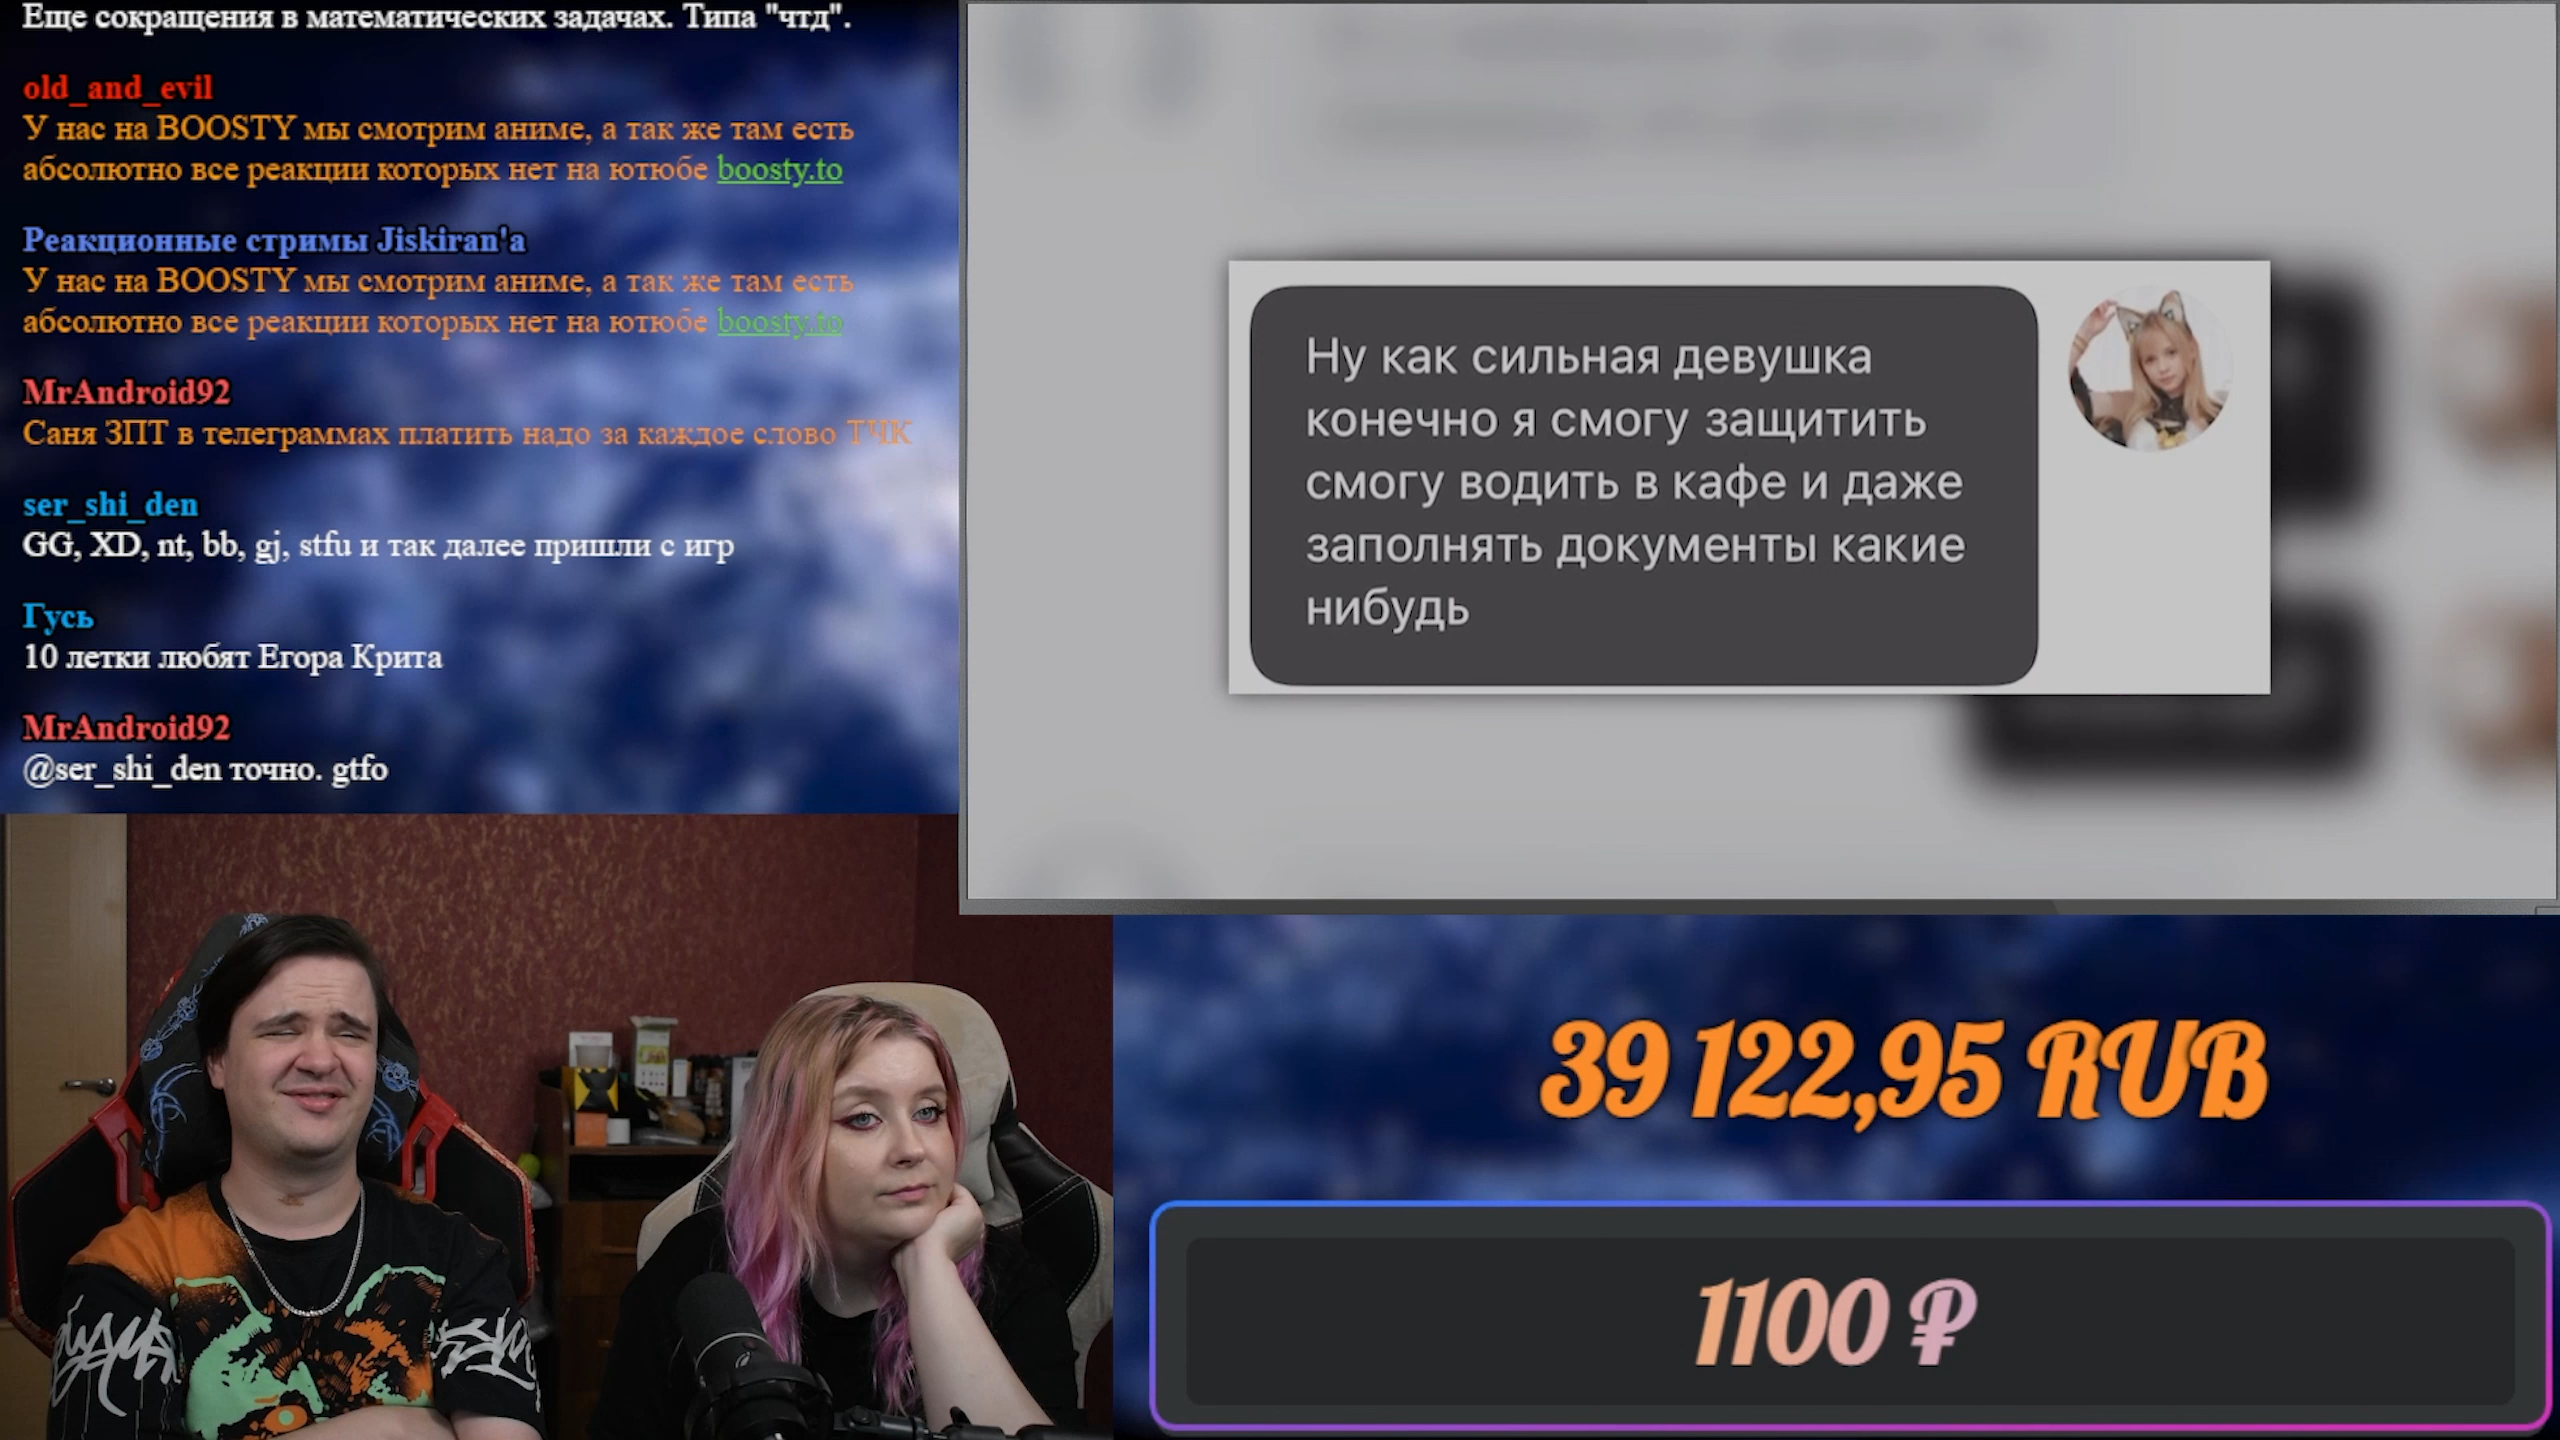 Еще сокращения в математических задачах. Типа "чтд".
old_and_evil
У нас на BOOSTY мы смотрим аниме, а так же там есть
абсолютно все реакции которых нет на ютюбе boosty.to
Реакционные стримы Jiskiran'а
У нас на BOOSTY мы смотрим аниме, а так же там есть
абсолютно все реакции которых нет на ютюбе boosty.to
MrAndroid92
Саня ЗПТ в телеграммах платить надо за каждое слово ТЧК
ser_shi_den
GG, XD, nt, bb, gj, stfu и так далее пришли с игр
Гусь
10 летки любят Егора Крита
MrAndroid92
@ser_shi_den точно. gtfo
Ну как сильная девушка
конечно я смогу защитить
смогу водить в кафе и даже
заполнять документы какие
нибудь
39 122,95 RUB
1100 ₽